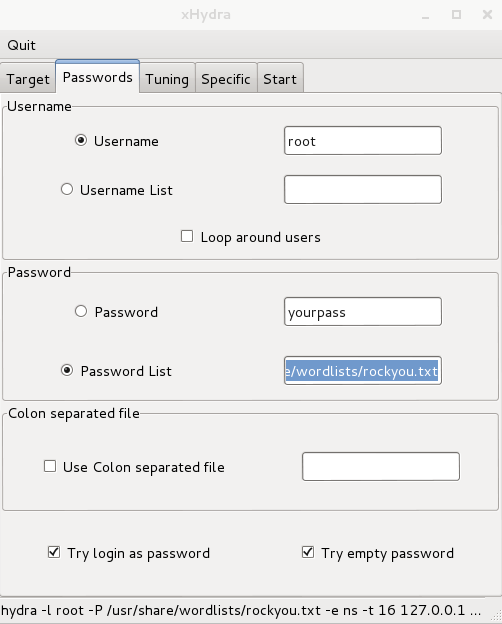 xHydra
Quit
Target Passwords Tuning Specific Start
Username
Username root
Username List
Loop around users
Password
Password yourpass
Password List e/wordlists/rockyou.txt
Colon separated file
Use Colon separated file
Try login as password Try empty password
hydra -l root -P /usr/share/wordlists/rockyou.txt -e ns -t 16 127.0.0.1 ...